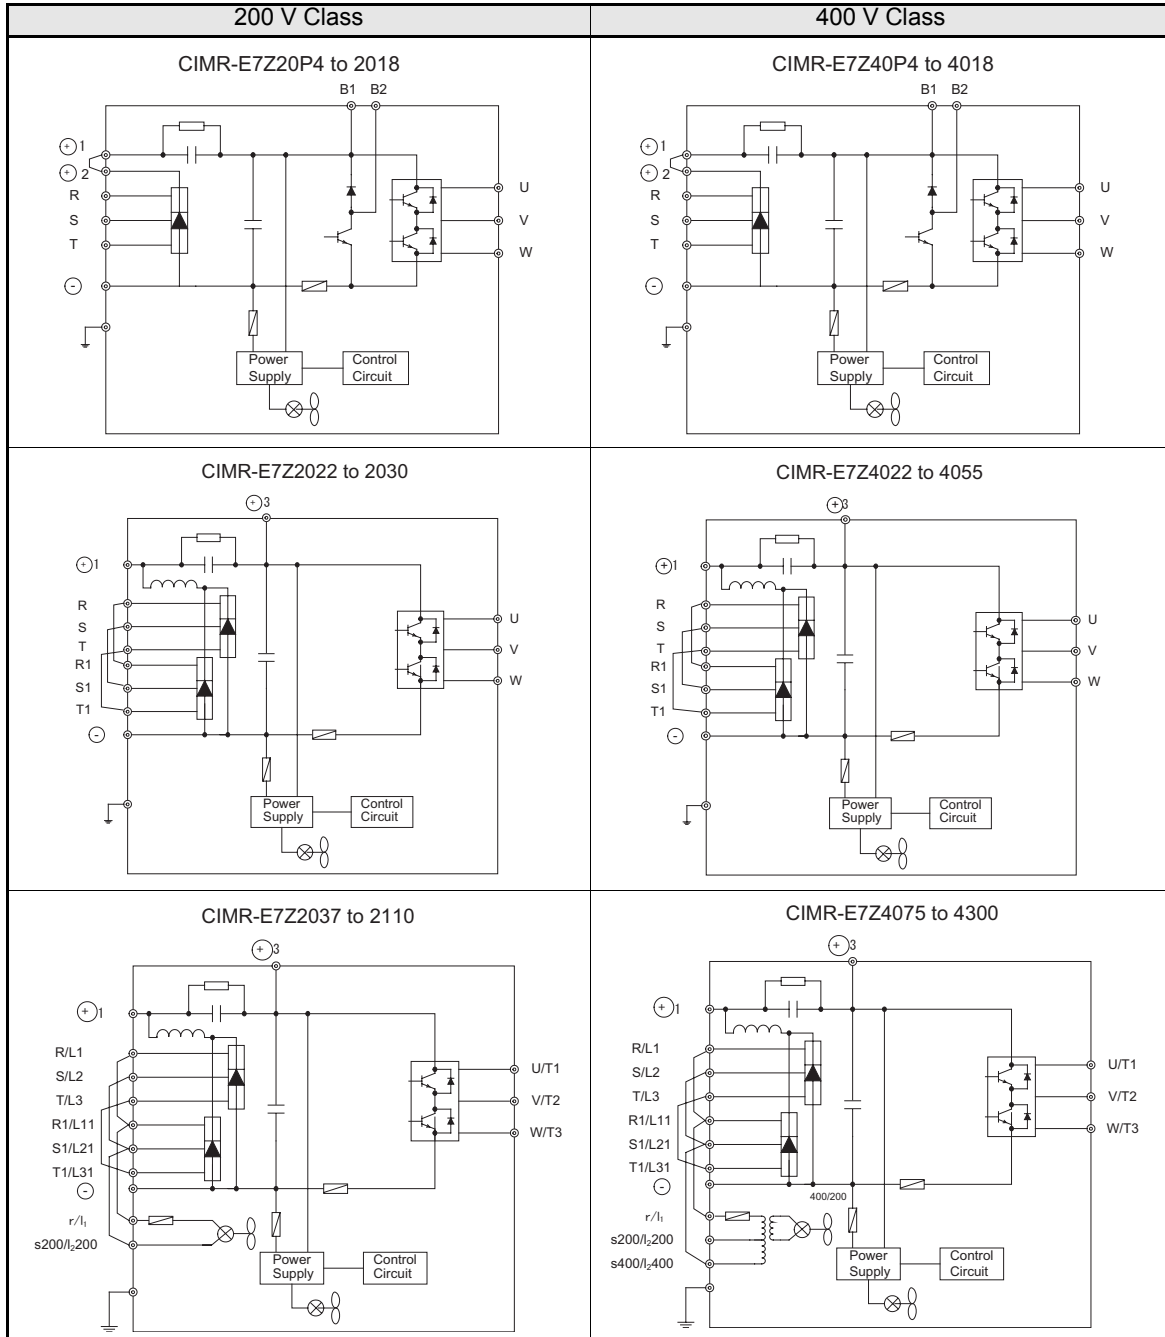 200 V Class
400 V Class
CIMR-E7Z20P4 to 2018
B1 B2
+ 1
+ 2
R
S
T
-
U
V
W
Power
Supply
Control
Circuit
CIMR-E7Z40P4 to 4018
B1 B2
+ 1
+ 2
R
S
T
-
U
V
W
Power
Supply
Control
Circuit
CIMR-E7Z2022 to 2030
+ 3
+ 1
R
S
T
R1
S1
T1
-
U
V
W
Power
Supply
Control
Circuit
CIMR-E7Z4022 to 4055
+ 3
+ 1
R
S
T
R1
S1
T1
-
U
V
W
Power
Supply
Control
Circuit
CIMR-E7Z2037 to 2110
+ 3
+ 1
R/L1
S/L2
T/L3
R1/L11
S1/L21
T1/L31
-
r/l₁
s200/l₂200
U/T1
V/T2
W/T3
Power
Supply
Control
Circuit
CIMR-E7Z4075 to 4300
+ 3
+ 1
R/L1
S/L2
T/L3
R1/L11
S1/L21
T1/L31
-
400/200
r/l₁
s200/l₂200
s400/l₂400
U/T1
V/T2
W/T3
Power
Supply
Control
Circuit